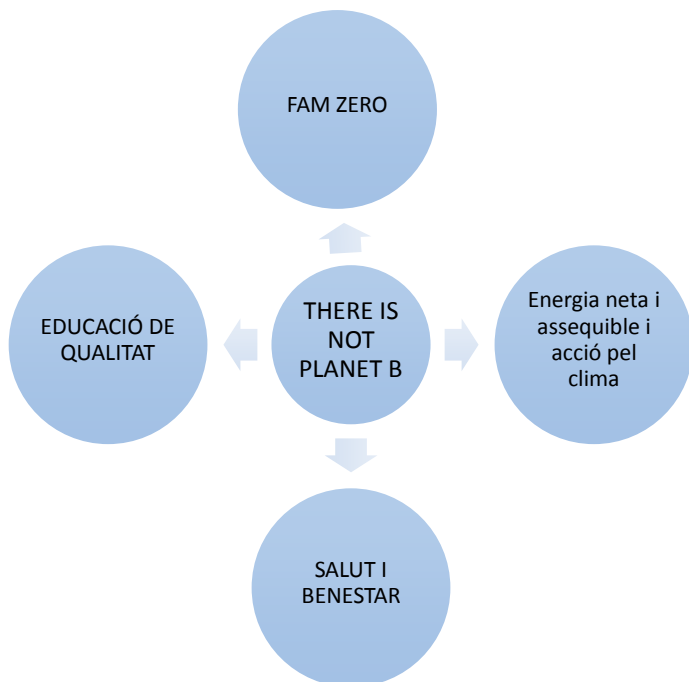 FAM ZERO
EDUCACIÓ DE
QUALITAT
THERE IS
NOT
PLANET B
Energia neta i
assequible i
acció pel
clima
SALUT I
BENESTAR